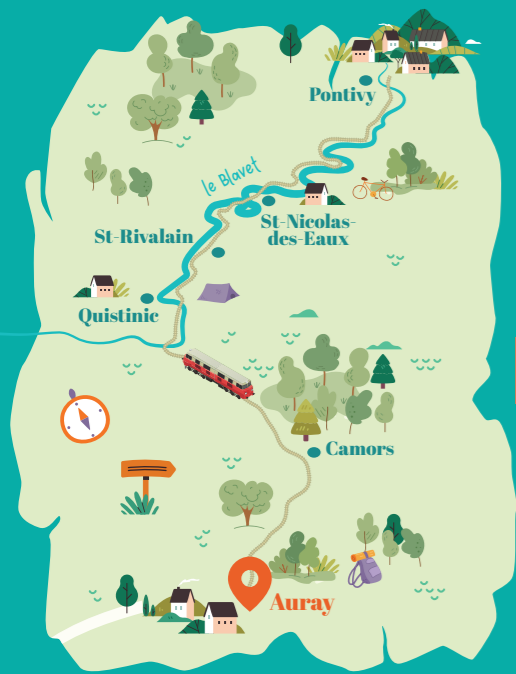 Pontivy
le Blavet
St-Nicolas-
des-Eaux
St-Rivalain
Quistinic
Camors
Auray